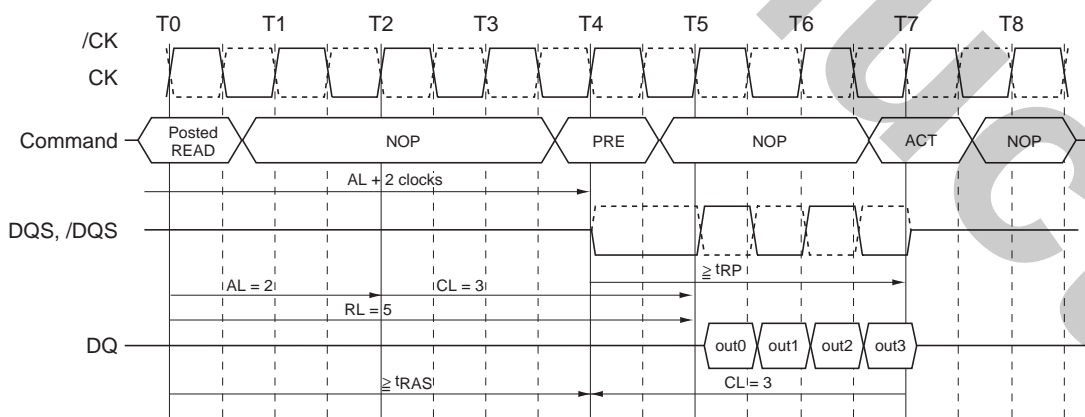 T0 T1 T2 T3 T4 T5 T6 T7 T8
/CK
CK
Command Posted READ NOP PRE NOP ACT NOP
AL + 2 clocks
DQS, /DQS
≧ tRP
AL = 2 CL = 3
RL = 5
DQ out0 out1 out2 out3
≧ tRAS CL = 3